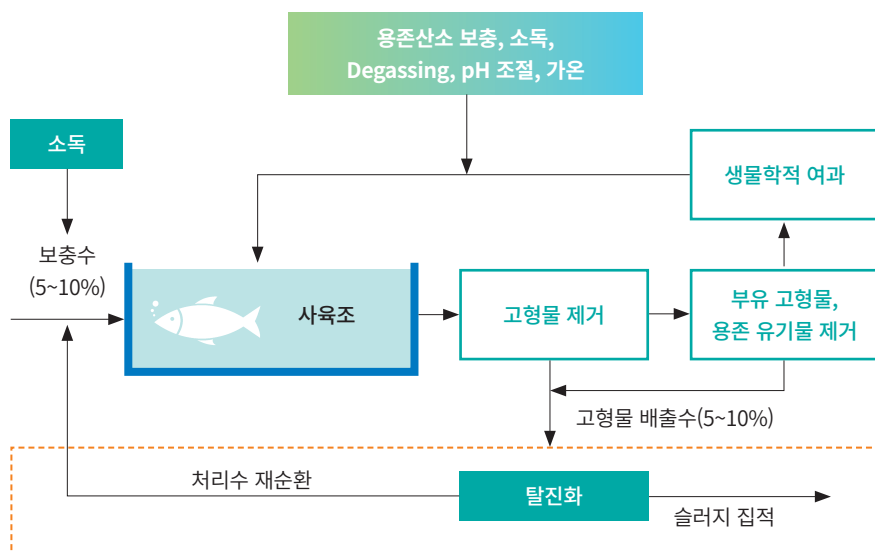 용존산소 보충, 소독,
Degassing, pH 조절, 가온
소독
생물학적 여과
보충수
(5~10%)
사육조
고형물 제거
부유 고형물,
용존 유기물 제거
고형물 배출수(5~10%)
처리수 재순환
탈진화
슬러지 집적